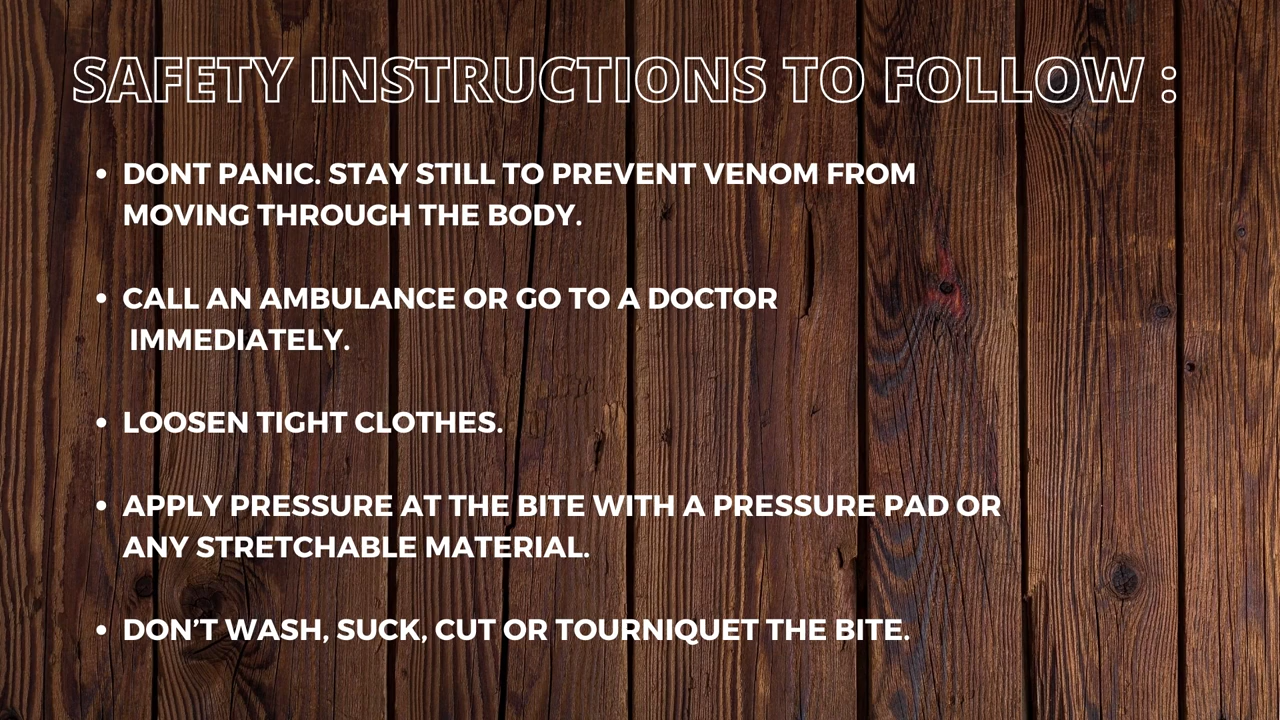 SAFETY INSTRUCTIONS TO FOLLOW :
• DONT PANIC. STAY STILL TO PREVENT VENOM FROM
MOVING THROUGH THE BODY.
• CALL AN AMBULANCE OR GO TO A DOCTOR
IMMEDIATELY.
• LOOSEN TIGHT CLOTHES.
• APPLY PRESSURE AT THE BITE WITH A PRESSURE PAD OR
ANY STRETCHABLE MATERIAL.
• DON’T WASH, SUCK, CUT OR TOURNIQUET THE BITE.